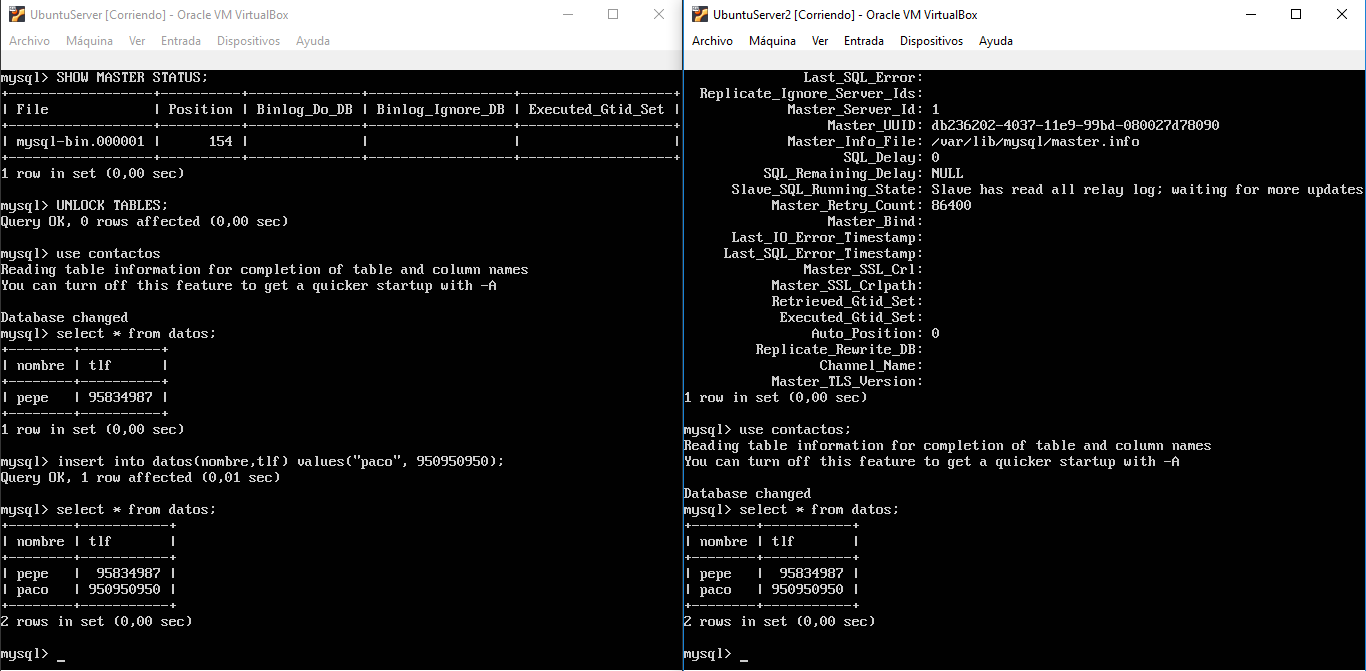 UbuntuServer [Corriendo] - Oracle VM VirtualBox
Archivo Máquina Ver Entrada Dispositivos Ayuda
mysql> SHOW MASTER STATUS;
+------------------+----------+--------------+------------------+-------------------+
| File | Position | Binlog_Do_DB | Binlog_Ignore_DB | Executed_Gtid_Set |
+------------------+----------+--------------+------------------+-------------------+
| mysql-bin.000001 | 154 | | | |
+------------------+----------+--------------+------------------+-------------------+
1 row in set (0,00 sec)
mysql> UNLOCK TABLES;
Query OK, 0 rows affected (0,00 sec)
mysql> use contactos
Reading table information for completion of table and column names
You can turn off this feature to get a quicker startup with -A
Database changed
mysql> select * from datos;
+--------+----------+
| nombre | tlf |
+--------+----------+
| pepe | 95834987 |
+--------+----------+
1 row in set (0,00 sec)
mysql> insert into datos(nombre,tlf) values("paco", 950950950);
Query OK, 1 row affected (0,01 sec)
mysql> select * from datos;
+--------+-----------+
| nombre | tlf |
+--------+-----------+
| pepe | 95834987 |
| paco | 950950950 |
+--------+-----------+
2 rows in set (0,00 sec)
mysql> _
UbuntuServer2 [Corriendo] - Oracle VM VirtualBox
Archivo Máquina Ver Entrada Dispositivos Ayuda
Last_SQL_Error:
Replicate_Ignore_Server_Ids:
Master_Server_Id: 1
Master_UUID: db236202-4037-11e9-99bd-080027d78090
Master_Info_File: /var/lib/mysql/master.info
SQL_Delay: 0
SQL_Remaining_Delay: NULL
Slave_SQL_Running_State: Slave has read all relay log; waiting for more updates
Master_Retry_Count: 86400
Master_Bind:
Last_IO_Error_Timestamp:
Last_SQL_Error_Timestamp:
Master_SSL_Crl:
Master_SSL_Crlpath:
Retrieved_Gtid_Set:
Executed_Gtid_Set:
Auto_Position: 0
Replicate_Rewrite_DB:
Channel_Name:
Master_TLS_Version:
1 row in set (0,00 sec)
mysql> use contactos;
Reading table information for completion of table and column names
You can turn off this feature to get a quicker startup with -A
Database changed
mysql> select * from datos;
+--------+-----------+
| nombre | tlf |
+--------+-----------+
| pepe | 95834987 |
| paco | 950950950 |
+--------+-----------+
2 rows in set (0,00 sec)
mysql> _